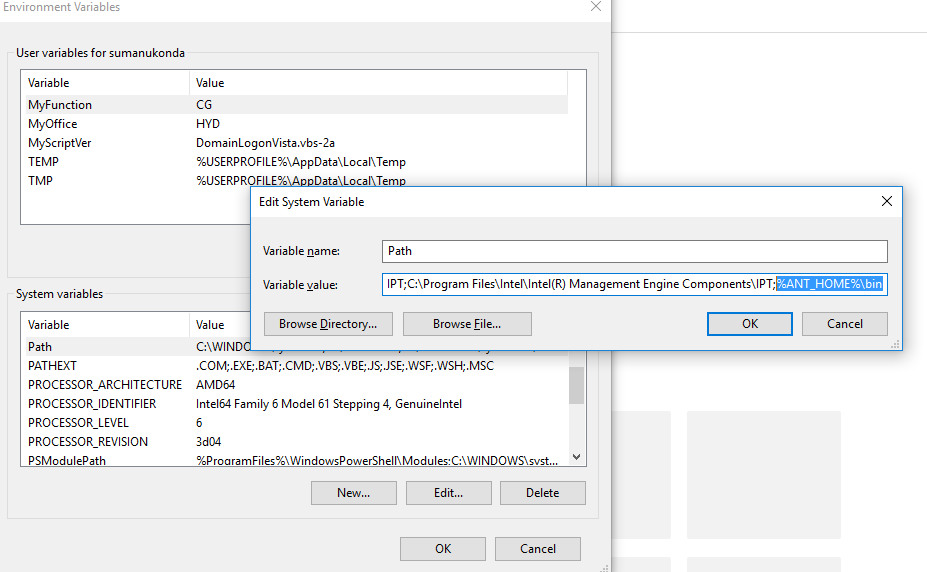 Environment Variables
User variables for sumanukonda
Variable Value
MyFunction CG
MyOffice HYD
MyScriptVer DomainLogonVista.vbs-2a
TEMP %USERPROFILE%\AppData\Local\Temp
TMP %USERPROFILE%\AppData\Local\Temp
Edit System Variable
Variable name: Path
Variable value: IPT;C:\Program Files\Intel\Intel(R) Management Engine Components\IPT;%ANT_HOME%\bin
Browse Directory... Browse File... OK Cancel
System variables
Variable Value
Path C:\WINDO
PATHEXT .COM;.EXE;.BAT;.CMD;.VBS;.VBE;.JS;.JSE;.WSF;.WSH;.MSC
PROCESSOR_ARCHITECTURE AMD64
PROCESSOR_IDENTIFIER Intel64 Family 6 Model 61 Stepping 4, GenuineIntel
PROCESSOR_LEVEL 6
PROCESSOR_REVISION 3d04
PSModulePath %ProgramFiles%\WindowsPowerShell\Modules;C:\WINDOWS\syst...
New... Edit... Delete
OK Cancel